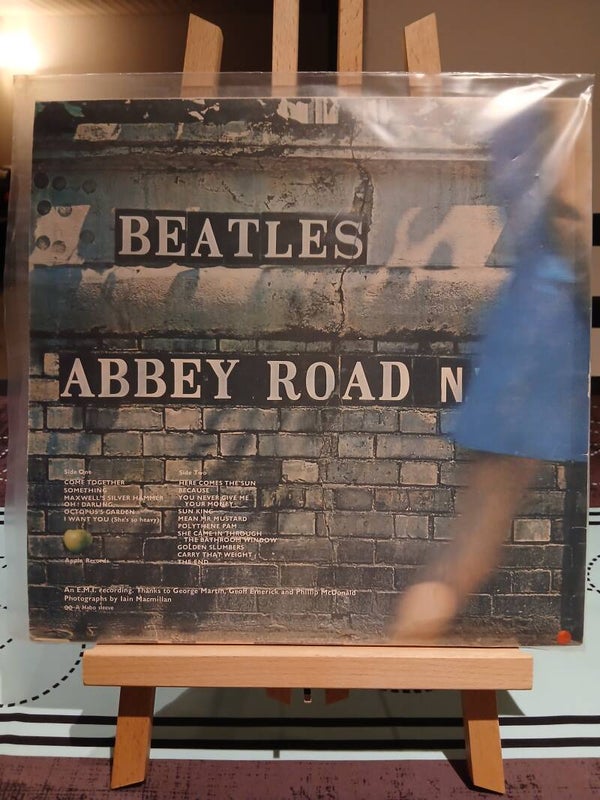 BEATLES
ABBEY ROAD N
Side One
COME TOGETHER
SOMETHING
MAXWELL'S SILVER HAMMER
OH! DARLING
OCTOPUS'S GARDEN
I WANT YOU (She's so heavy)
Apple Records
Side Two
HERE COMES THE SUN
BECAUSE
YOU NEVER GIVE ME
YOUR MONEY
SUN KING
MEAN MR MUSTARD
POLYTHENE PAM
SHE CAME IN THROUGH
THE BATHROOM WINDOW
GOLDEN SLUMBERS
CARRY THAT WEIGHT
THE END
An E.M.I. recording. Thanks to George Martin, Geoff Emerick and Phillip McDonald
Photographs by Iain Macmillan
A Habo sleeve